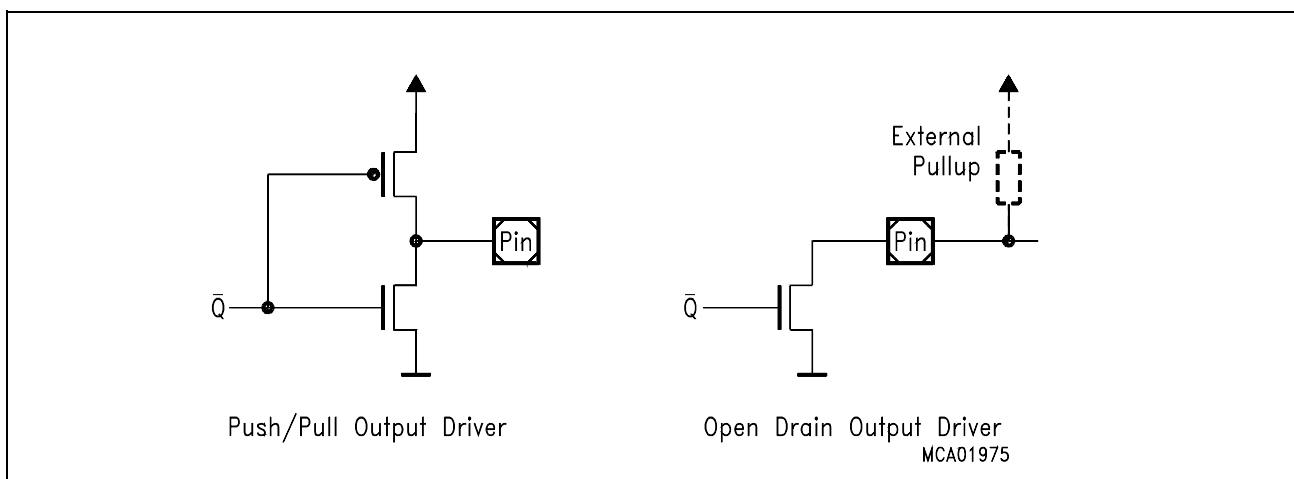 External
Pullup
Pin
Pin
Q̅
Q̅
Push/Pull Output Driver
Open Drain Output Driver
MCA01975